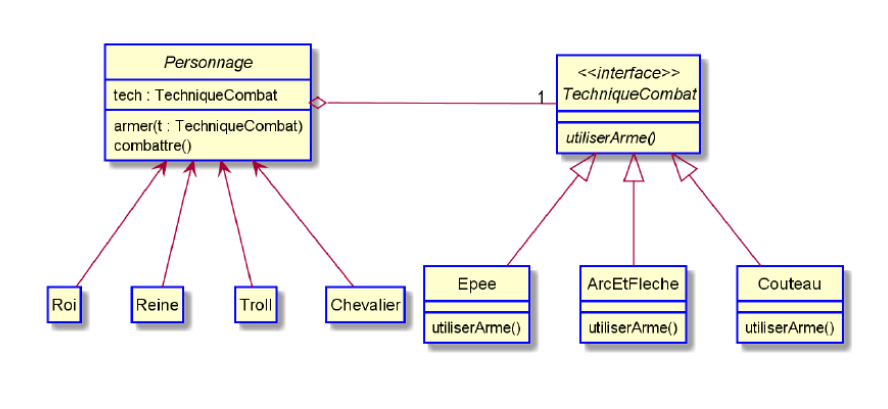 Personnage
tech : TechniqueCombat
armer(t : TechniqueCombat)
combattre()
1
<<interface>>
TechniqueCombat
utiliserArme()
Roi
Reine
Troll
Chevalier
Epee
utiliserArme()
ArcEtFleche
utiliserArme()
Couteau
utiliserArme()